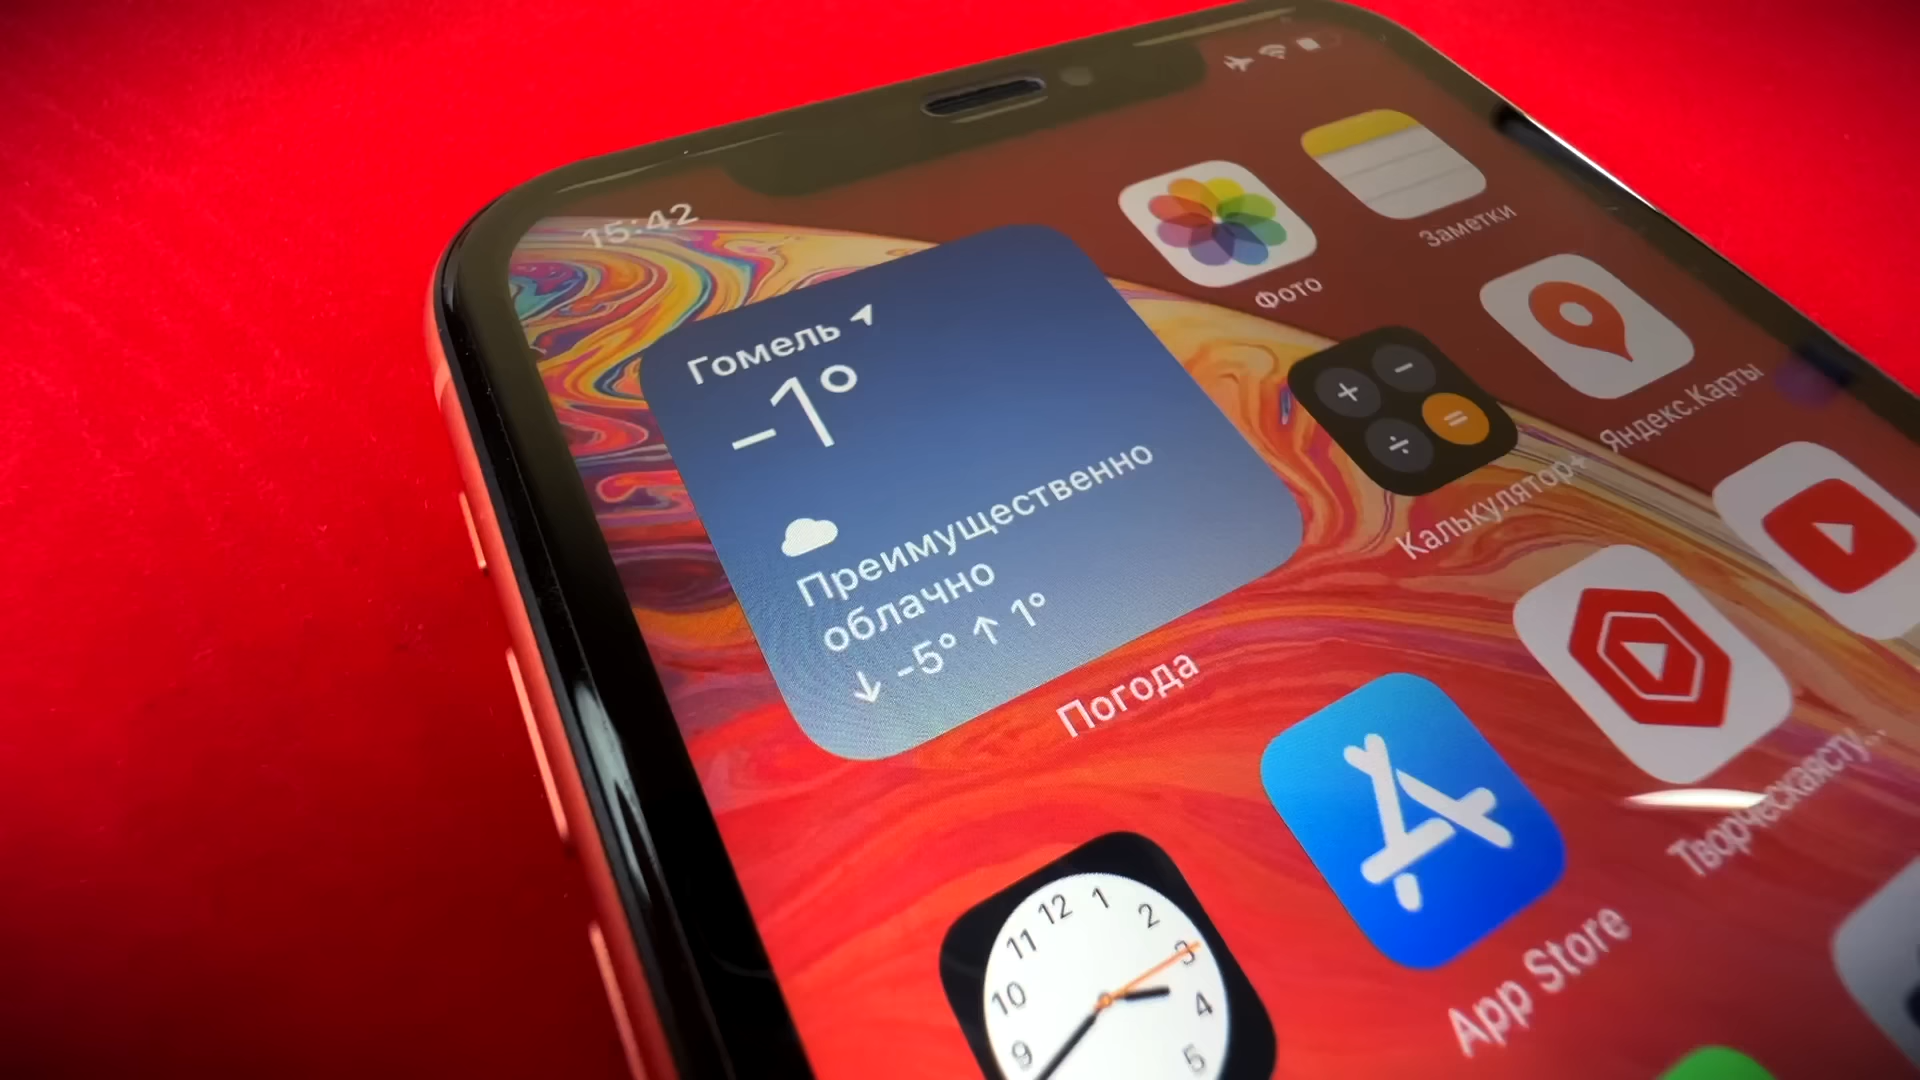 15:42
Гомель
-1°
Преимущественно
облачно
↓ -5° ↑ 1°
Погода
Фото
Заметки
Калькулятор+
Яндекс.Карты
App Store
Творческаясту...
12
1
2
3
4
5
9
10
11